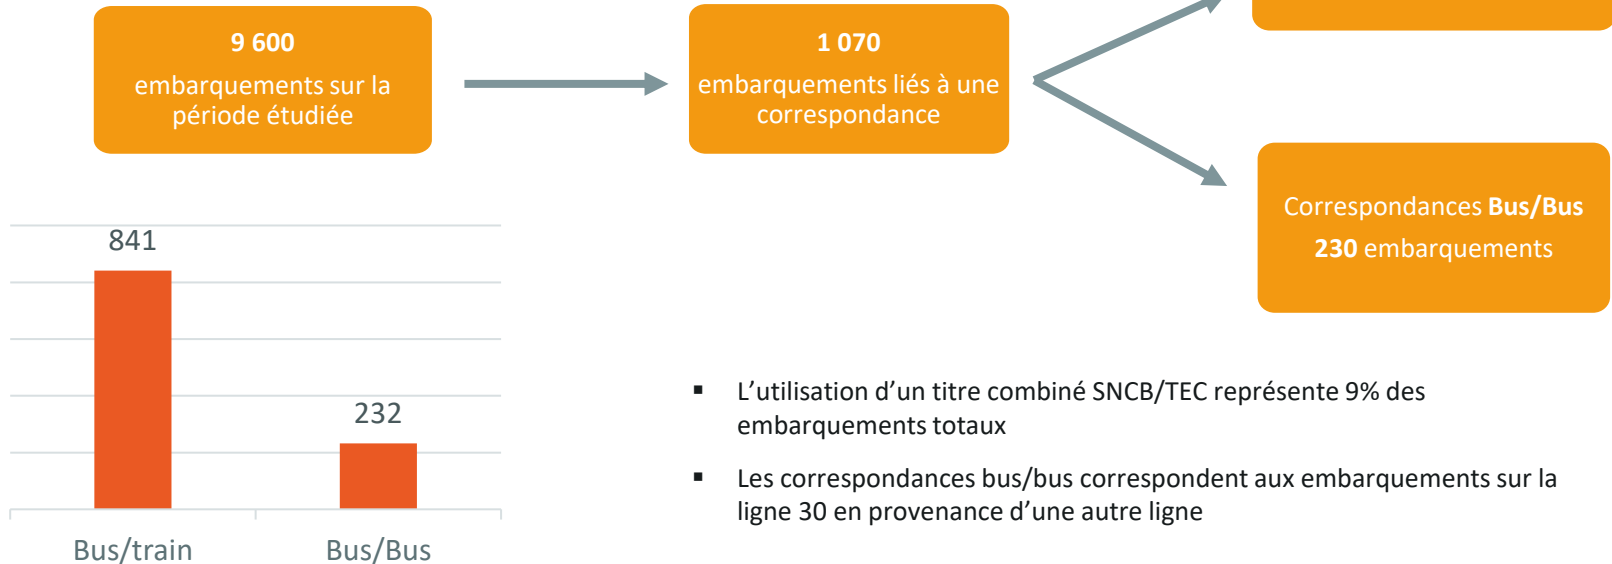 9 600
embarquements sur la
période étudiée
1 070
embarquements liés à une
correspondance
Correspondances Bus/Bus
230 embarquements
841
232
Bus/train
Bus/Bus
▪ L’utilisation d’un titre combiné SNCB/TEC représente 9% des
embarquements totaux
▪ Les correspondances bus/bus correspondent aux embarquements sur la
ligne 30 en provenance d’une autre ligne